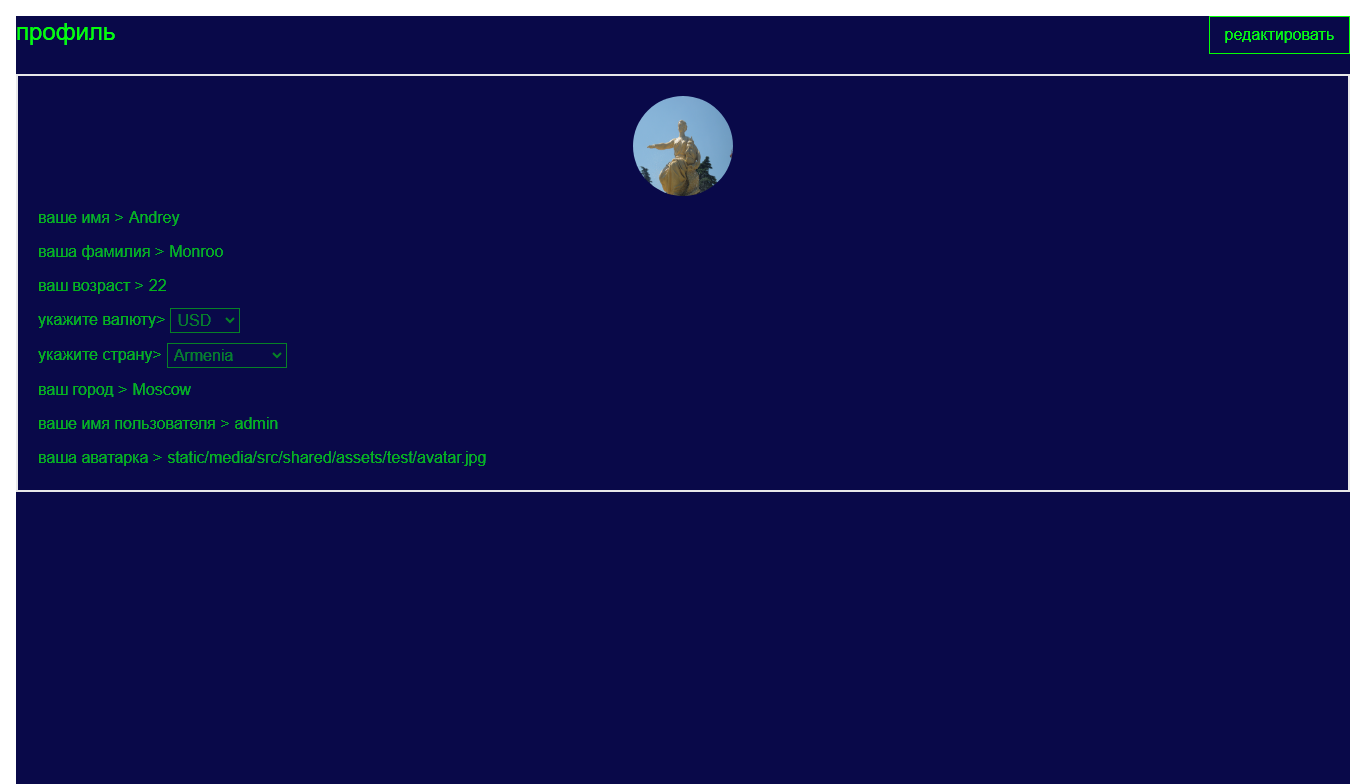 профиль
редактировать
ваше имя > Andrey
ваша фамилия > Monroo
ваш возраст > 22
укажите валюту> USD
укажите страну> Armenia
ваш город > Moscow
ваше имя пользователя > admin
ваша аватарка > static/media/src/shared/assets/test/avatar.jpg